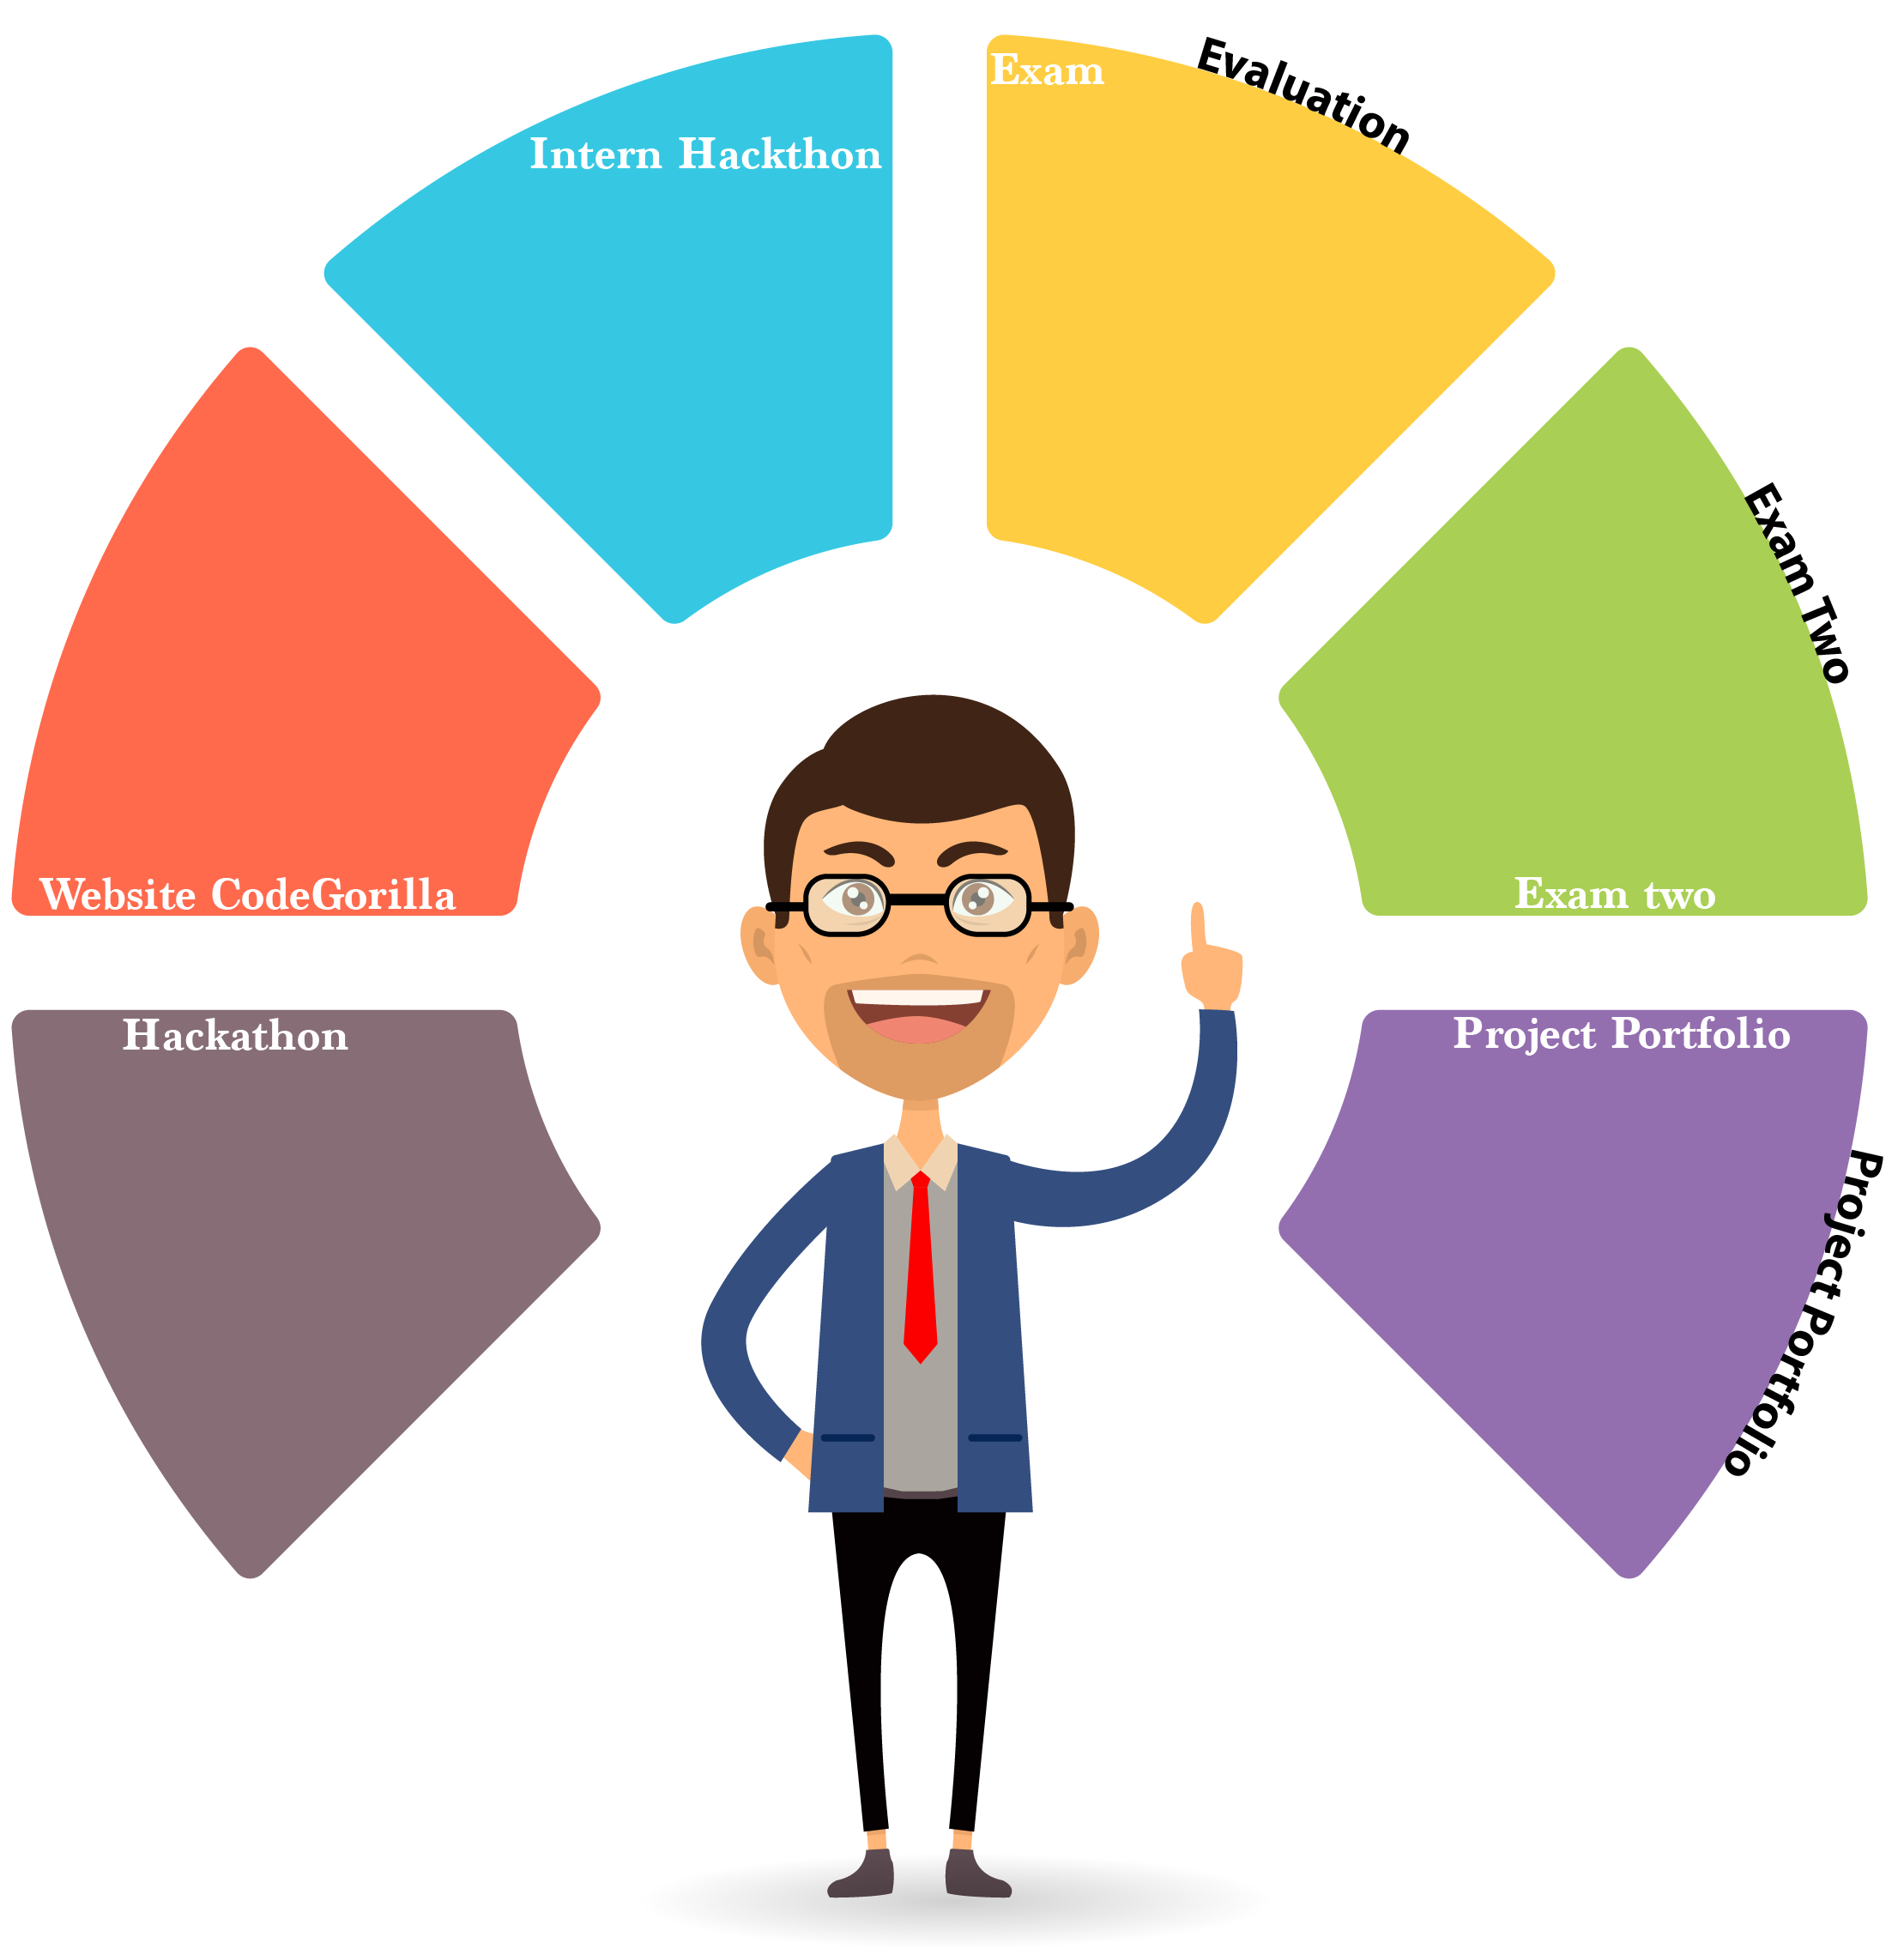 Evaluation
Exam
Intern Hackthon
Exam Two
Website CodeGorilla
Exam two
Hackathon
Project Portfolio
Project Portfolio